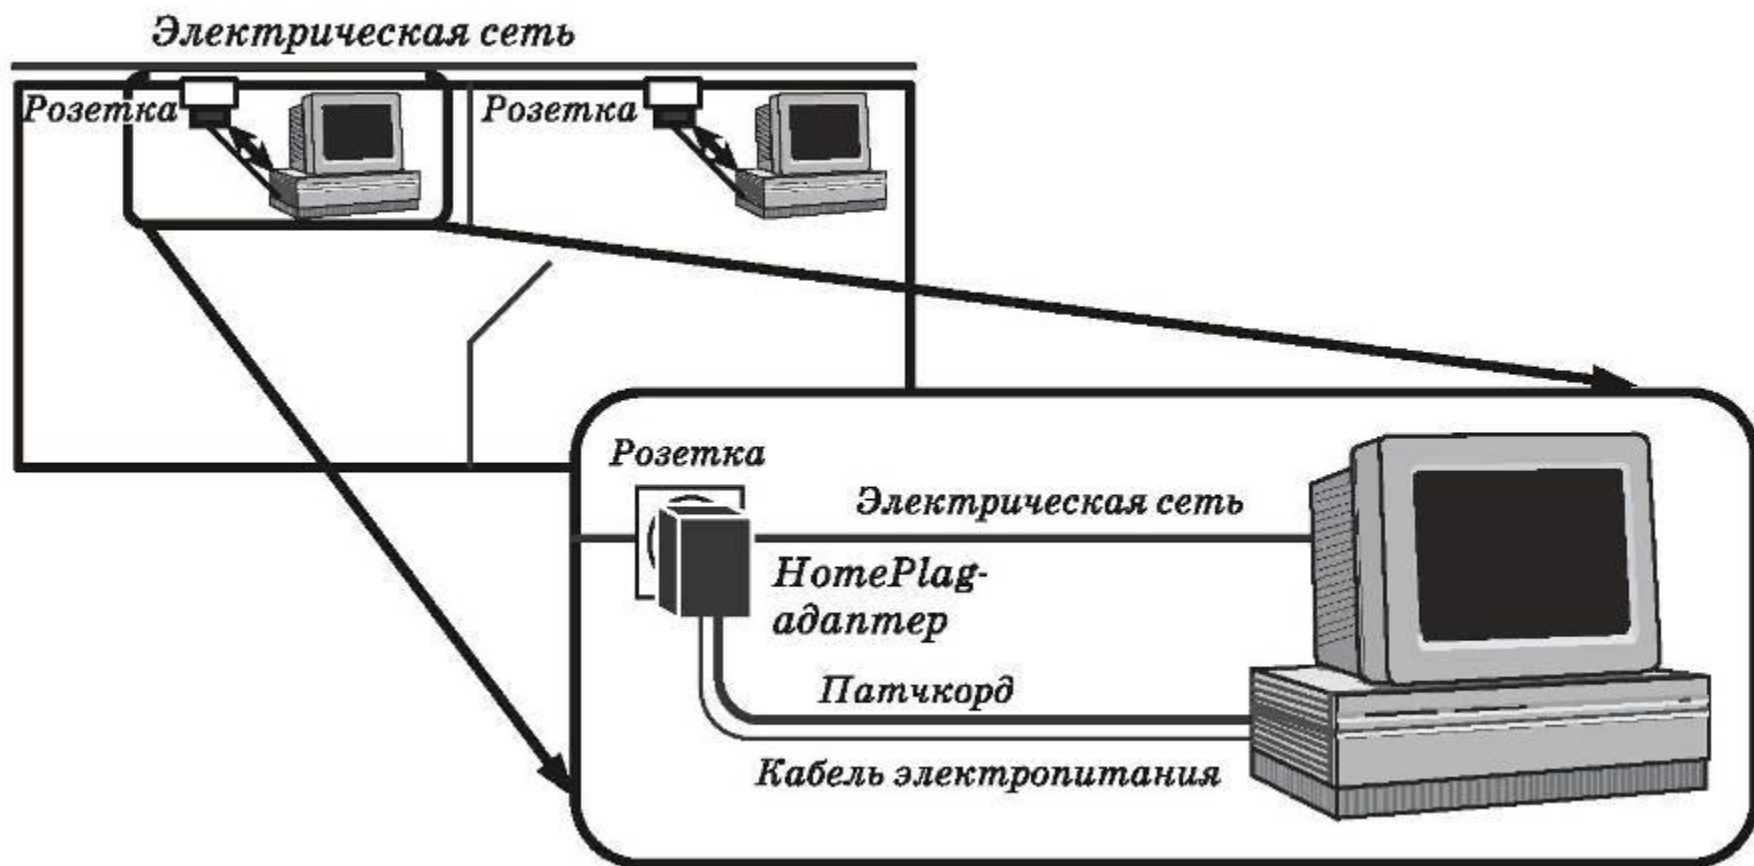 Электрическая сеть
Розетка
Розетка
Розетка
Электрическая сеть
HomePlag-
адаптер
Патчкорд
Кабель электропитания